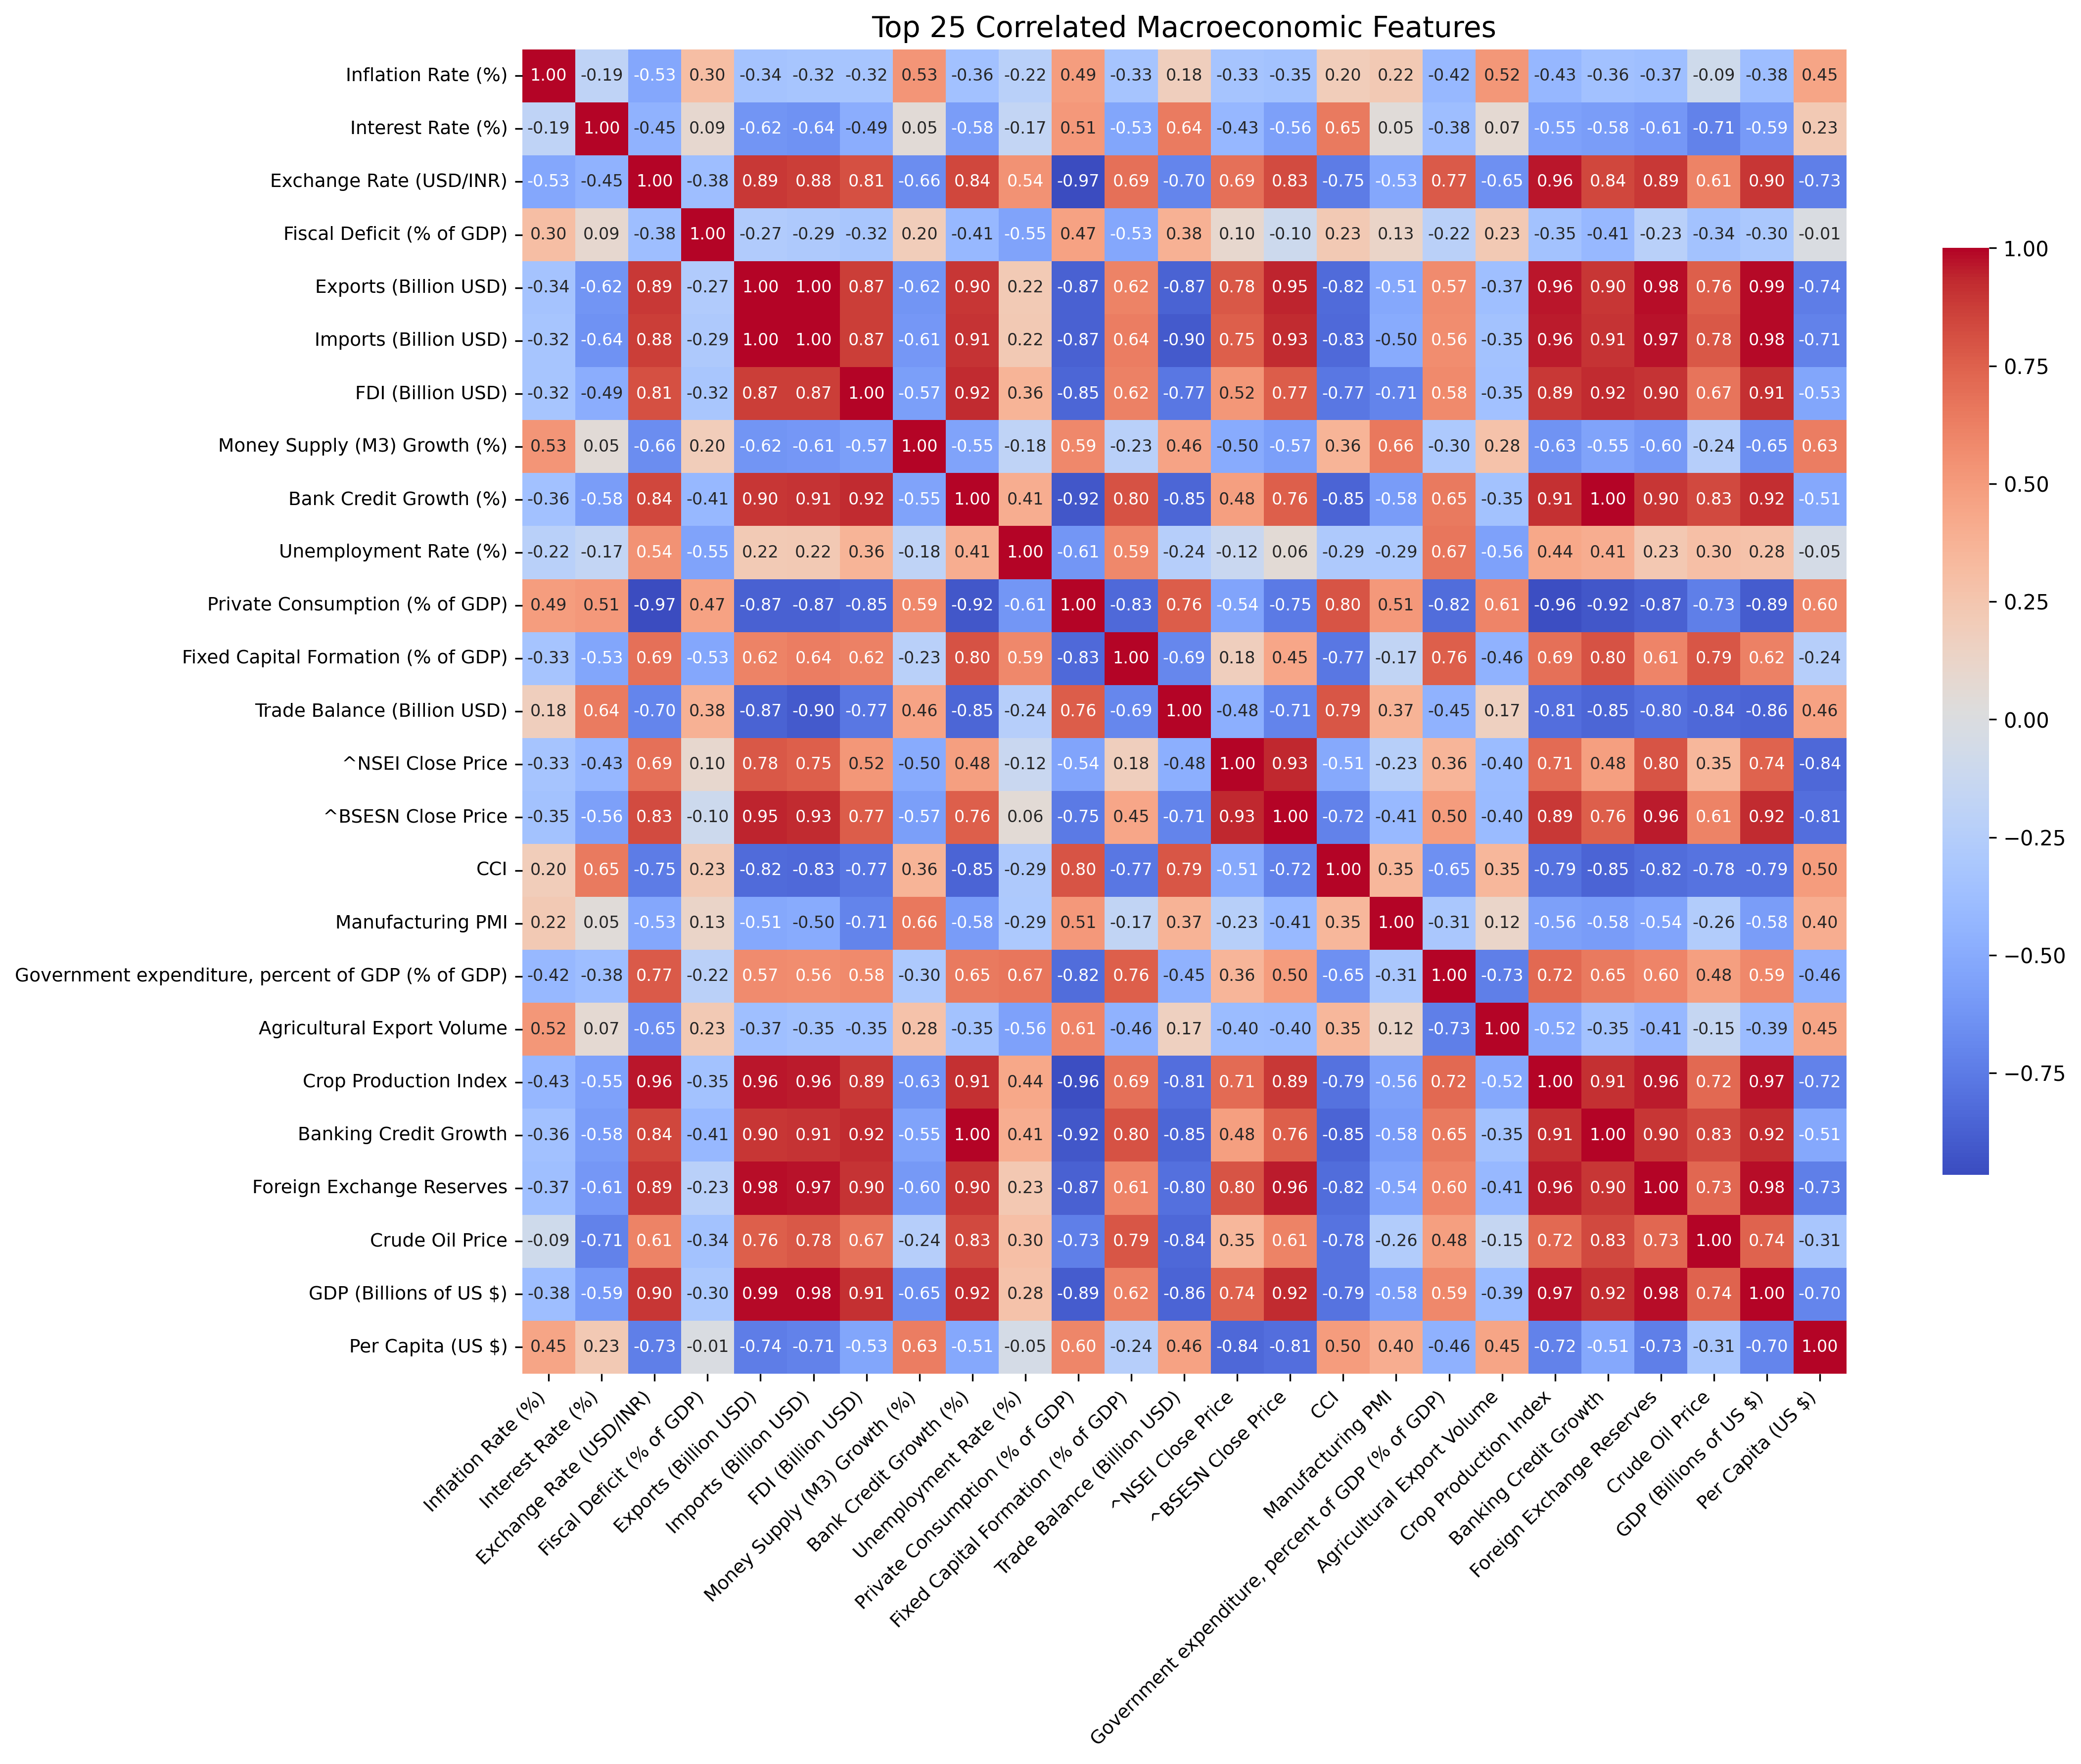 Top 25 Correlated Macroeconomic Features
Inflation Rate (%) 1.00 -0.19 -0.53 0.30 -0.34 -0.32 -0.32 0.53 -0.36 -0.22 0.49 -0.33 0.18 -0.33 -0.35 0.20 0.22 -0.42 0.52 -0.43 -0.36 -0.37 -0.09 -0.38 0.45
Interest Rate (%) -0.19 1.00 -0.45 0.09 -0.62 -0.64 -0.49 0.05 -0.58 -0.17 0.51 -0.53 0.64 -0.43 -0.56 0.65 0.05 -0.38 0.07 -0.55 -0.58 -0.61 -0.71 -0.59 0.23
Exchange Rate (USD/INR) -0.53 -0.45 1.00 -0.38 0.89 0.88 0.81 -0.66 0.84 0.54 -0.97 0.69 -0.70 0.69 0.83 -0.75 -0.53 0.77 -0.65 0.96 0.84 0.89 0.61 0.90 -0.73
Fiscal Deficit (% of GDP) 0.30 0.09 -0.38 1.00 -0.27 -0.29 -0.32 0.20 -0.41 -0.55 0.47 -0.53 0.38 0.10 -0.10 0.23 0.13 -0.22 0.23 -0.35 -0.41 -0.23 -0.34 -0.30 -0.01
Exports (Billion USD) -0.34 -0.62 0.89 -0.27 1.00 1.00 0.87 -0.62 0.90 0.22 -0.87 0.62 -0.87 0.78 0.95 -0.82 -0.51 0.57 -0.37 0.96 0.90 0.98 0.76 0.99 -0.74
Imports (Billion USD) -0.32 -0.64 0.88 -0.29 1.00 1.00 0.87 -0.61 0.91 0.22 -0.87 0.64 -0.90 0.75 0.93 -0.83 -0.50 0.56 -0.35 0.96 0.91 0.97 0.78 0.98 -0.71
FDI (Billion USD) -0.32 -0.49 0.81 -0.32 0.87 0.87 1.00 -0.57 0.92 0.36 -0.85 0.62 -0.77 0.52 0.77 -0.77 -0.71 0.58 -0.35 0.89 0.92 0.90 0.67 0.91 -0.53
Money Supply (M3) Growth (%) 0.53 0.05 -0.66 0.20 -0.62 -0.61 -0.57 1.00 -0.55 -0.18 0.59 -0.23 0.46 -0.50 -0.57 0.36 0.66 -0.30 0.28 -0.63 -0.55 -0.60 -0.24 -0.65 0.63
Bank Credit Growth (%) -0.36 -0.58 0.84 -0.41 0.90 0.91 0.92 -0.55 1.00 0.41 -0.92 0.80 -0.85 0.48 0.76 -0.85 -0.58 0.65 -0.35 0.91 1.00 0.90 0.83 0.92 -0.51
Unemployment Rate (%) -0.22 -0.17 0.54 -0.55 0.22 0.22 0.36 -0.18 0.41 1.00 -0.61 0.59 -0.24 -0.12 0.06 -0.29 -0.29 0.67 -0.56 0.44 0.41 0.23 0.30 0.28 -0.05
Private Consumption (% of GDP) 0.49 0.51 -0.97 0.47 -0.87 -0.87 -0.85 0.59 -0.92 -0.61 1.00 -0.83 0.76 -0.54 -0.75 0.80 0.51 -0.82 0.61 -0.96 -0.92 -0.87 -0.73 -0.89 0.60
Fixed Capital Formation (% of GDP) -0.33 -0.53 0.69 -0.53 0.62 0.64 0.62 -0.23 0.80 0.59 -0.83 1.00 -0.69 0.18 0.45 -0.77 -0.17 0.76 -0.46 0.69 0.80 0.61 0.79 0.62 -0.24
Trade Balance (Billion USD) 0.18 0.64 -0.70 0.38 -0.87 -0.90 -0.77 0.46 -0.85 -0.24 0.76 -0.69 1.00 -0.48 -0.71 0.79 0.37 -0.45 0.17 -0.81 -0.85 -0.80 -0.84 -0.86 0.46
^NSEI Close Price -0.33 -0.43 0.69 0.10 0.78 0.75 0.52 -0.50 0.48 -0.12 -0.54 0.18 -0.48 1.00 0.93 -0.51 -0.23 0.36 -0.40 0.71 0.48 0.80 0.35 0.74 -0.84
^BSESN Close Price -0.35 -0.56 0.83 -0.10 0.95 0.93 0.77 -0.57 0.76 0.06 -0.75 0.45 -0.71 0.93 1.00 -0.72 -0.41 0.50 -0.40 0.89 0.76 0.96 0.61 0.92 -0.81
CCI 0.20 0.65 -0.75 0.23 -0.82 -0.83 -0.77 0.36 -0.85 -0.29 0.80 -0.77 0.79 -0.51 -0.72 1.00 0.35 -0.65 0.35 -0.79 -0.85 -0.82 -0.78 -0.79 0.50
Manufacturing PMI 0.22 0.05 -0.53 0.13 -0.51 -0.50 -0.71 0.66 -0.58 -0.29 0.51 -0.17 0.37 -0.23 -0.41 0.35 1.00 -0.31 0.12 -0.56 -0.58 -0.54 -0.26 -0.58 0.40
Government expenditure, percent of GDP (% of GDP) -0.42 -0.38 0.77 -0.22 0.57 0.56 0.58 -0.30 0.65 0.67 -0.82 0.76 -0.45 0.36 0.50 -0.65 -0.31 1.00 -0.73 0.72 0.65 0.60 0.48 0.59 -0.46
Agricultural Export Volume 0.52 0.07 -0.65 0.23 -0.37 -0.35 -0.35 0.28 -0.35 -0.56 0.61 -0.46 0.17 -0.40 -0.40 0.35 0.12 -0.73 1.00 -0.52 -0.35 -0.41 -0.15 -0.39 0.45
Crop Production Index -0.43 -0.55 0.96 -0.35 0.96 0.96 0.89 -0.63 0.91 0.44 -0.96 0.69 -0.81 0.71 0.89 -0.79 -0.56 0.72 -0.52 1.00 0.91 0.96 0.72 0.97 -0.72
Banking Credit Growth -0.36 -0.58 0.84 -0.41 0.90 0.91 0.92 -0.55 1.00 0.41 -0.92 0.80 -0.85 0.48 0.76 -0.85 -0.58 0.65 -0.35 0.91 1.00 0.90 0.83 0.92 -0.51
Foreign Exchange Reserves -0.37 -0.61 0.89 -0.23 0.98 0.97 0.90 -0.60 0.90 0.23 -0.87 0.61 -0.80 0.80 0.96 -0.82 -0.54 0.60 -0.41 0.96 0.90 1.00 0.73 0.98 -0.73
Crude Oil Price -0.09 -0.71 0.61 -0.34 0.76 0.78 0.67 -0.24 0.83 0.30 -0.73 0.79 -0.84 0.35 0.61 -0.78 -0.26 0.48 -0.15 0.72 0.83 0.73 1.00 0.74 -0.31
GDP (Billions of US $) -0.38 -0.59 0.90 -0.30 0.99 0.98 0.91 -0.65 0.92 0.28 -0.89 0.62 -0.86 0.74 0.92 -0.79 -0.58 0.59 -0.39 0.97 0.92 0.98 0.74 1.00 -0.70
Per Capita (US $) 0.45 0.23 -0.73 -0.01 -0.74 -0.71 -0.53 0.63 -0.51 -0.05 0.60 -0.24 0.46 -0.84 -0.81 0.50 0.40 -0.46 0.45 -0.72 -0.51 -0.73 -0.31 -0.70 1.00
Inflation Rate (%)
Interest Rate (%)
Exchange Rate (USD/INR)
Fiscal Deficit (% of GDP)
Exports (Billion USD)
Imports (Billion USD)
FDI (Billion USD)
Money Supply (M3) Growth (%)
Bank Credit Growth (%)
Unemployment Rate (%)
Private Consumption (% of GDP)
Fixed Capital Formation (% of GDP)
Trade Balance (Billion USD)
^NSEI Close Price
^BSESN Close Price
CCI
Manufacturing PMI
Government expenditure, percent of GDP (% of GDP)
Agricultural Export Volume
Crop Production Index
Banking Credit Growth
Foreign Exchange Reserves
Crude Oil Price
GDP (Billions of US $)
Per Capita (US $)
1.00
0.75
0.50
0.25
0.00
−0.25
−0.50
−0.75